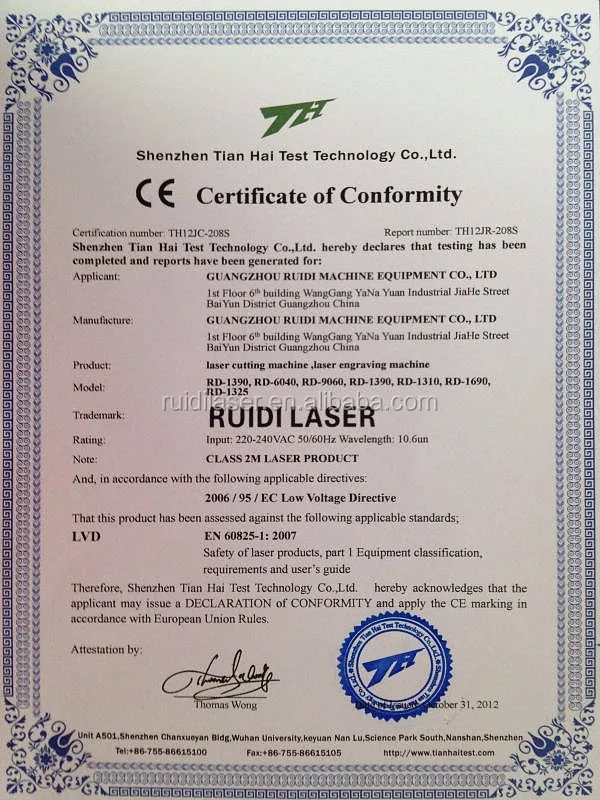 TH
Shenzhen Tian Hai Test Technology Co.,Ltd.
CE Certificate of Conformity
Certification number: TH12JC-208S Report number: TH12JR-208S
Shenzhen Tian Hai Test Technology Co.,Ltd. hereby declares that testing has been
completed and reports have been generated for:
Applicant: GUANGZHOU RUIDI MACHINE EQUIPMENT CO., LTD
1st Floor 6th building WangGang YaNa Yuan Industrial JiaHe Street
BaiYun District Guangzhou China
Manufacture: GUANGZHOU RUIDI MACHINE EQUIPMENT CO., LTD
1st Floor 6th building WangGang YaNa Yuan Industrial JiaHe Street
BaiYun District Guangzhou China
Product: laser cutting machine ,laser engraving machine
Model: RD-1390, RD-6040, RD-9060, RD-1390, RD-1310, RD-1690,
RD-1325
ruidilaser.en.alibaba.com
Trademark: RUIDI LASER
Rating: Input: 220-240VAC 50/60Hz Wavelength: 10.6un
Note: CLASS 2M LASER PRODUCT
And, in accordance with the following applicable directives:
2006 / 95 / EC Low Voltage Directive
That this product has been assessed against the following applicable standards;
LVD EN 60825-1: 2007
Safety of laser products, part 1 Equipment classification,
requirements and user's guide
Therefore, Shenzhen Tian Hai Test Technology Co.,Ltd. hereby acknowledges that the
applicant may issue a DECLARATION of CONFORMITY and apply the CE marking in
accordance with European Union Rules.
Attestation by:
Shenzhen Tian Hai Test Technology Co.,Ltd.
TH
Thomas Wong October 31, 2012
Unit A501,Shenzhen Chanxueyan Bldg,Wuhan University,keyuan Nan Lu,Science Park South,Nanshan,Shenzhen
Tel:+86-755-86615100 Fax:+86-755-86615105 http://www.tianhaitest.com